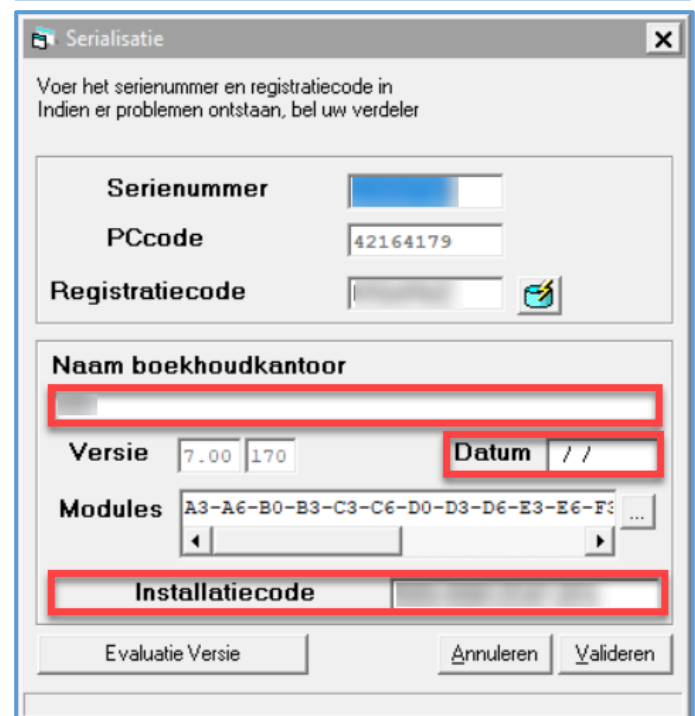 Serialisatie
Voer het serienummer en registratiecode in
Indien er problemen ontstaan, bel uw verdeler
Serienummer
PCcode 42164179
Registratiecode
Naam boekhoudkantoor
Versie 7.00 170 Datum / /
Modules A3-A6-B0-B3-C3-C6-D0-D3-D6-E3-E6-F3 ...
Installatiecode
Evaluatie Versie Annuleren Valideren